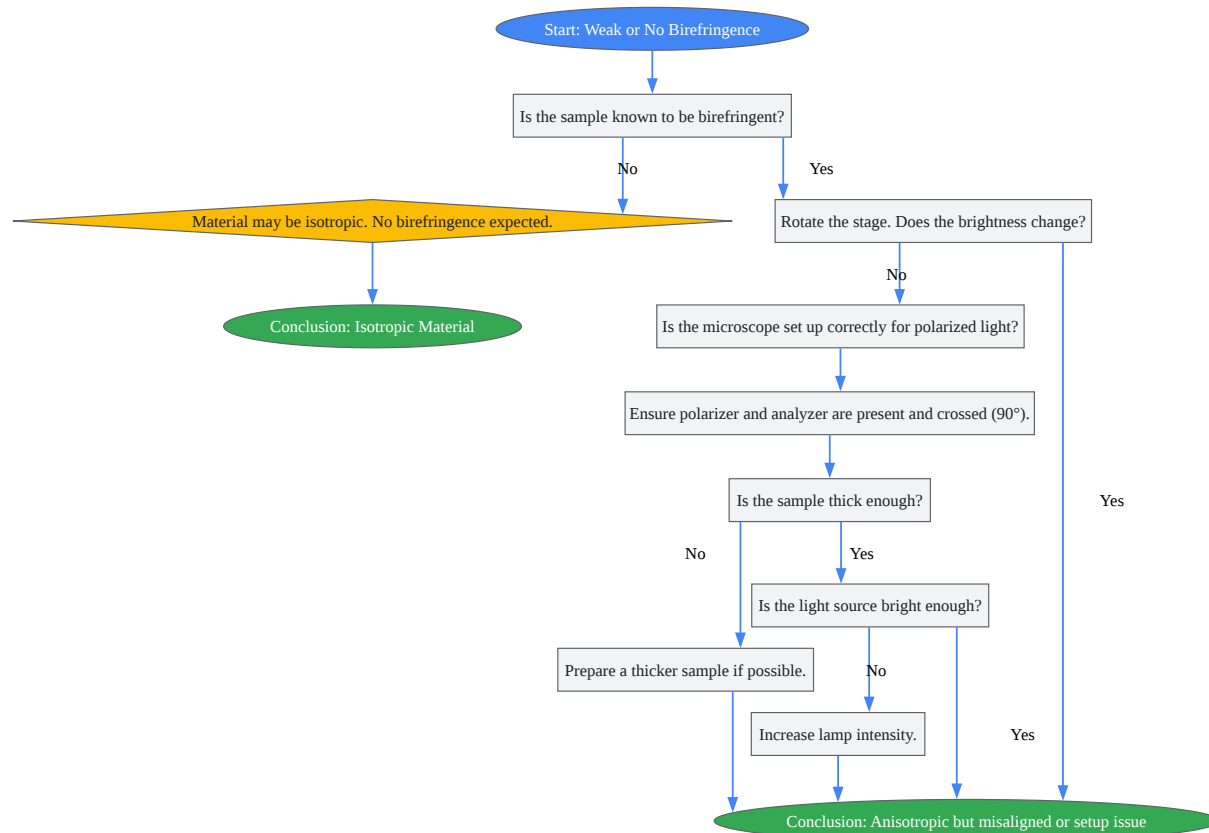 Start: Weak or No Birefringence
Is the sample known to be birefringent?
No
Yes
Material may be isotropic. No birefringence expected.
Rotate the stage. Does the brightness change?
No
Conclusion: Isotropic Material
Is the microscope set up correctly for polarized light?
Ensure polarizer and analyzer are present and crossed (90°).
Is the sample thick enough?
Yes
No
Yes
Is the light source bright enough?
Prepare a thicker sample if possible.
No
Increase lamp intensity.
Yes
Conclusion: Anisotropic but misaligned or setup issue